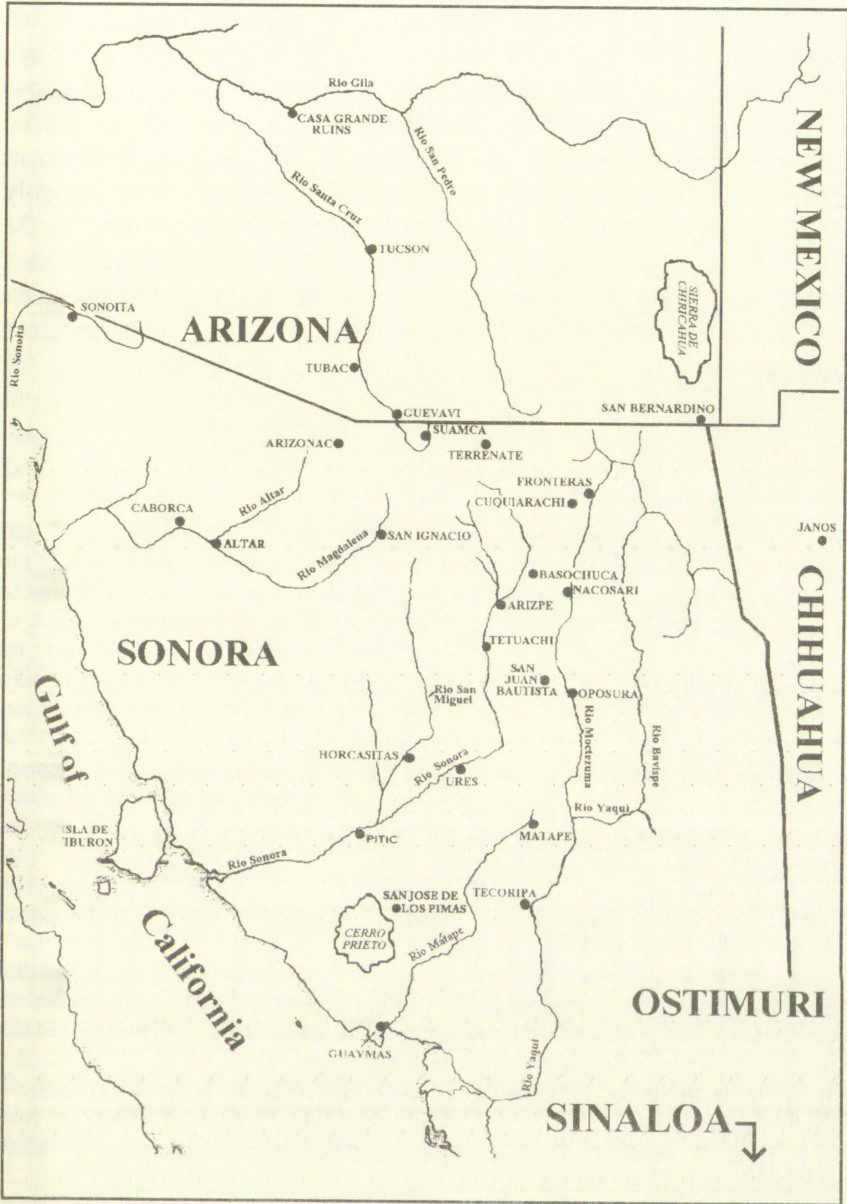 Rio Gila
CASA GRANDE
RUINS
Rio San Pedro
Rio Santa Cruz
TUCSON
NEW MEXICO
SIERRA DE
CHIRICAHUA
SONOITA
Rio Sonoita
ARIZONA
TUBAC
GUEVAVI
SAN BERNARDINO
SUAMCA
ARIZONAC
TERRENATE
FRONTERAS
CUQUIARACHI
Rio Altar
CABORCA
ALTAR
Rio Magdalena
SAN IGNACIO
JANOS
BASOCHUCA
NACOSARI
ARIZPE
CHIHUAHUA
TETUACHI
SONORA
SAN
JUAN
BAUTISTA
OPOSURA
Rio San
Miguel
Gulf of
California
Rio Moctezuma
Rio Bavispe
HORCASITAS
Rio Sonora
URES
Rio Yaqui
ISLA DE
TIBURON
PITIC
MATAPE
Rio Sonora
SAN JOSE DE
LOS PIMAS
TECORIPA
CERRO
PRIETO
Rio Mátape
OSTIMURI
GUAYMAS
Rio Yaqui
SINALOA